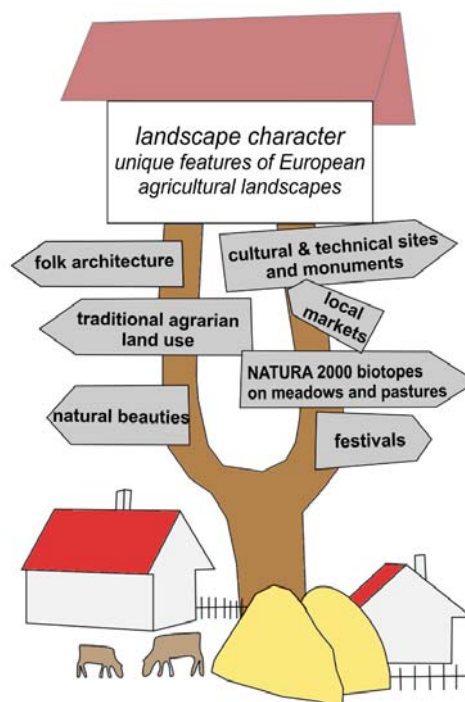 landscape character
unique features of European
agricultural landscapes
folk architecture
cultural & technical sites
and monuments
local
markets
traditional agrarian
land use
NATURA 2000 biotopes
on meadows and pastures
natural beauties
festivals